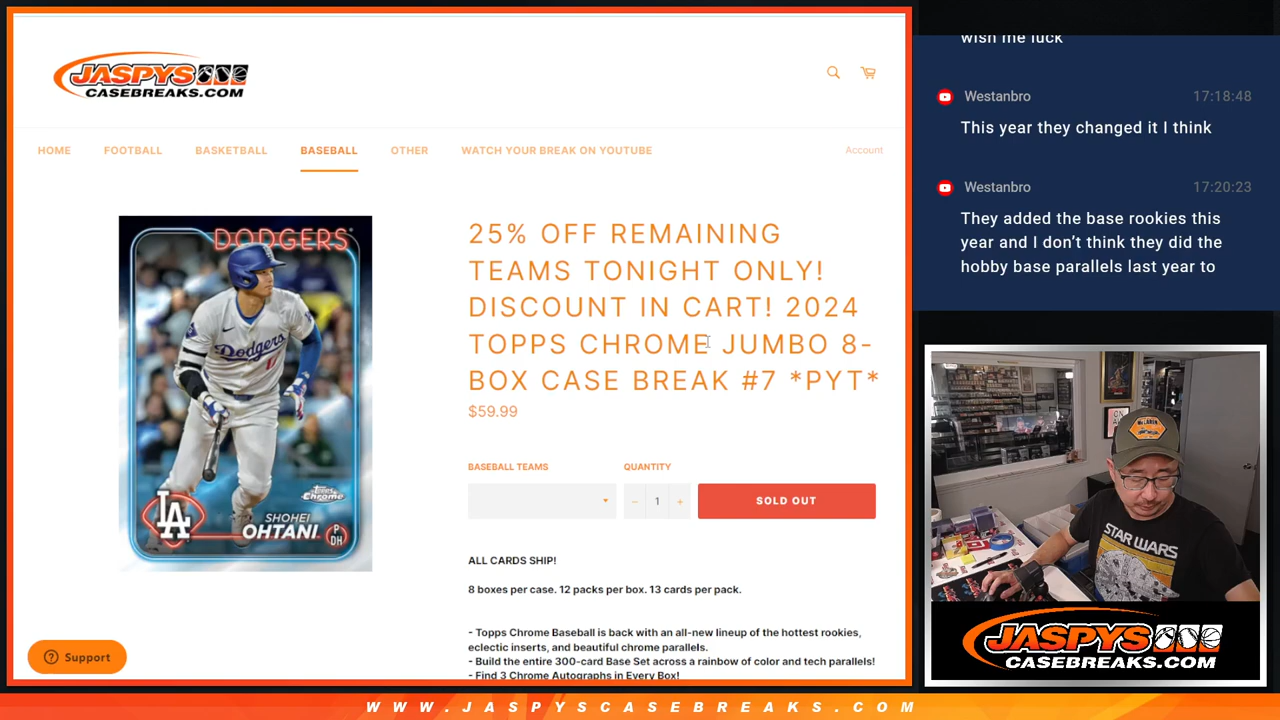 JASPYS
CASEBREAKS.COM
HOME
FOOTBALL
BASKETBALL
BASEBALL
OTHER
WATCH YOUR BREAK ON YOUTUBE
Account
DODGERS
Dodgers
Topps
Chrome
LA
SHOHEI
OHTANI
P
DH
25% OFF REMAINING
TEAMS TONIGHT ONLY!
DISCOUNT IN CART! 2024
TOPPS CHROME JUMBO 8-
BOX CASE BREAK #7 *PYT*
$59.99
BASEBALL TEAMS
QUANTITY
− 1 +
SOLD OUT
ALL CARDS SHIP!
8 boxes per case. 12 packs per box. 13 cards per pack.
- Topps Chrome Baseball is back with an all-new lineup of the hottest rookies,
eclectic inserts, and beautiful chrome parallels.
- Build the entire 300-card Base Set across a rainbow of color and tech parallels!
- Find 3 Chrome Autographs in Every Box!
? Support
wish me luck
Westanbro 17:18:48
This year they changed it I think
Westanbro 17:20:23
They added the base rookies this
year and I don't think they did the
hobby base parallels last year to
McLAREN
STAR WARS
JASPYS
CASEBREAKS.COM
WWW.JASPYSCASEBREAKS.COM